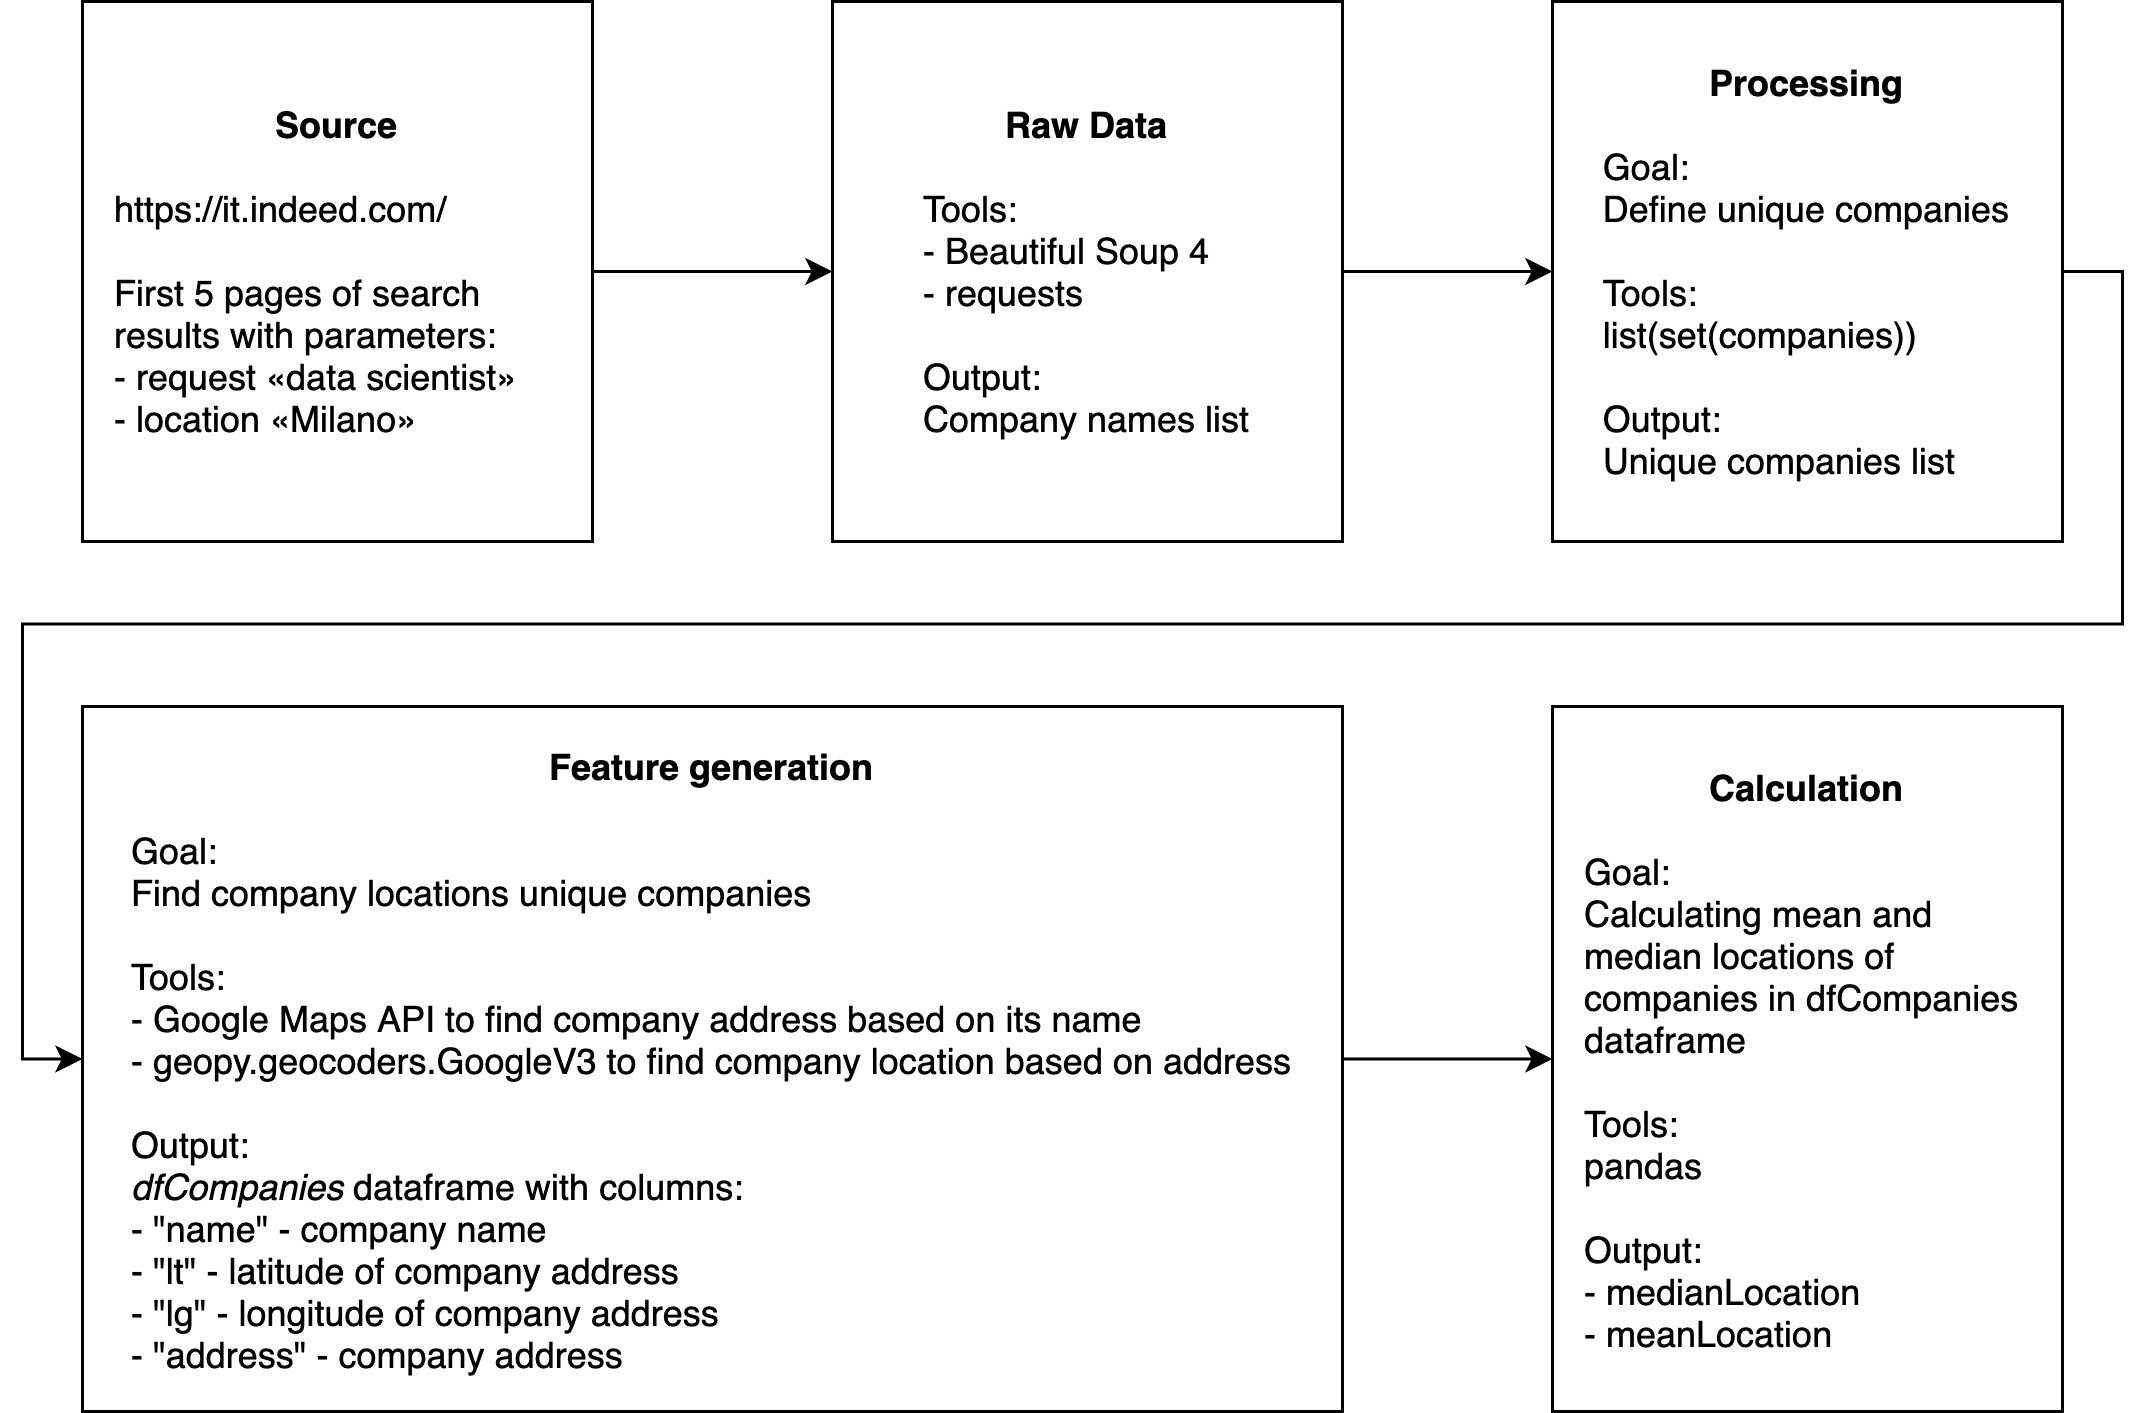 Source
https://it.indeed.com/
First 5 pages of search
results with parameters:
- request «data scientist»
- location «Milano»
Raw Data
Tools:
- Beautiful Soup 4
- requests
Output:
Company names list
Processing
Goal:
Define unique companies
Tools:
list(set(companies))
Output:
Unique companies list
Feature generation
Goal:
Find company locations unique companies
Tools:
- Google Maps API to find company address based on its name
- geopy.geocoders.GoogleV3 to find company location based on address
Output:
dfCompanies dataframe with columns:
- "name" - company name
- "lt" - latitude of company address
- "lg" - longitude of company address
- "address" - company address
Calculation
Goal:
Calculating mean and
median locations of
companies in dfCompanies
dataframe
Tools:
pandas
Output:
- medianLocation
- meanLocation